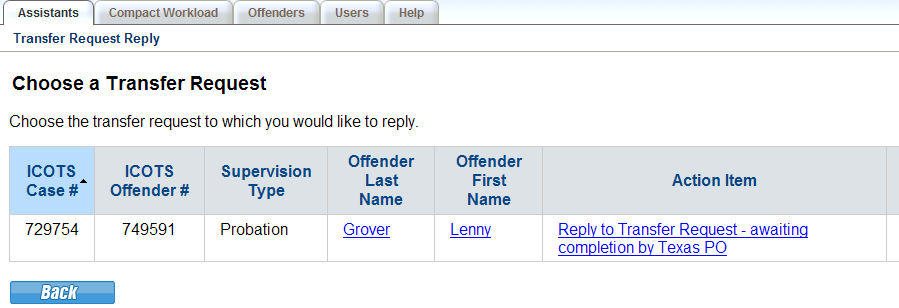 Assistants Compact Workload Offenders Users Help
Transfer Request Reply
Choose a Transfer Request
Choose the transfer request to which you would like to reply.
ICOTS Case # ICOTS Offender # Supervision Type Offender Last Name Offender First Name Action Item
729754 749591 Probation Grover Lenny Reply to Transfer Request - awaiting
completion by Texas PO
Back